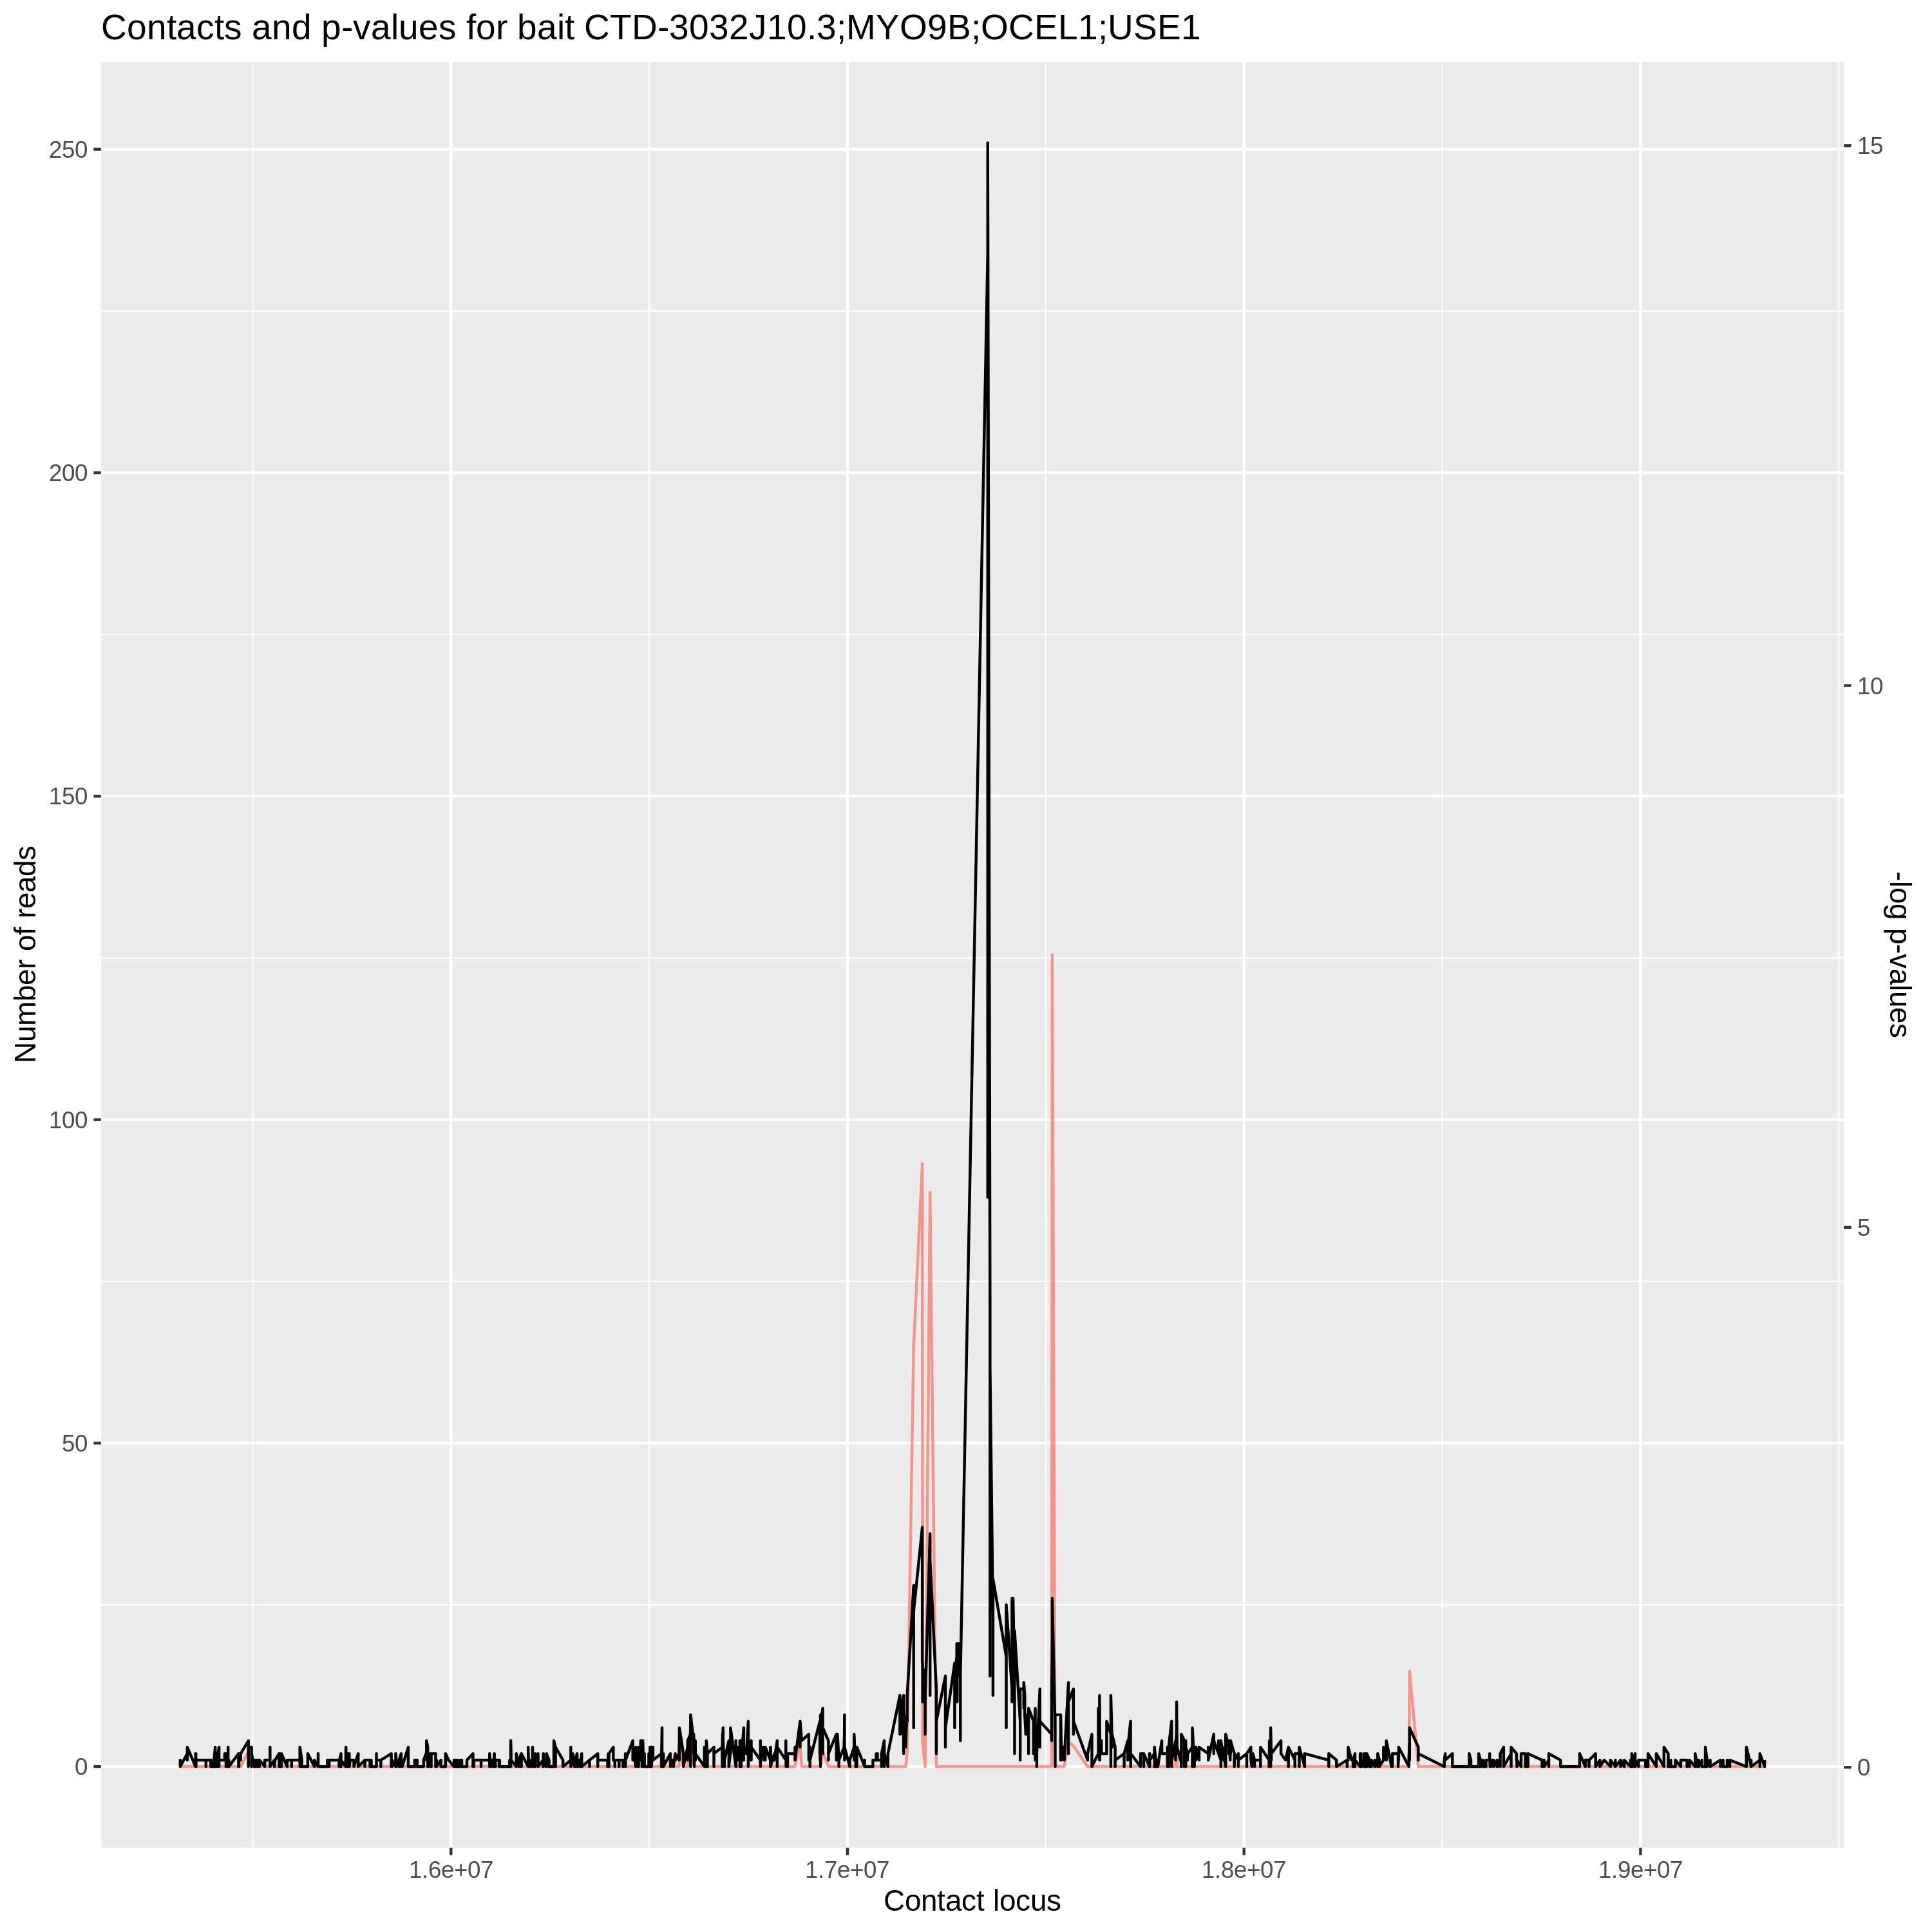 Contacts and p-values for bait CTD-3032J10.3;MYO9B;OCEL1;USE1
250
200
150
100
50
0
Number of reads
15
10
5
0
-log p-values
1.6e+07 1.7e+07 1.8e+07 1.9e+07
Contact locus